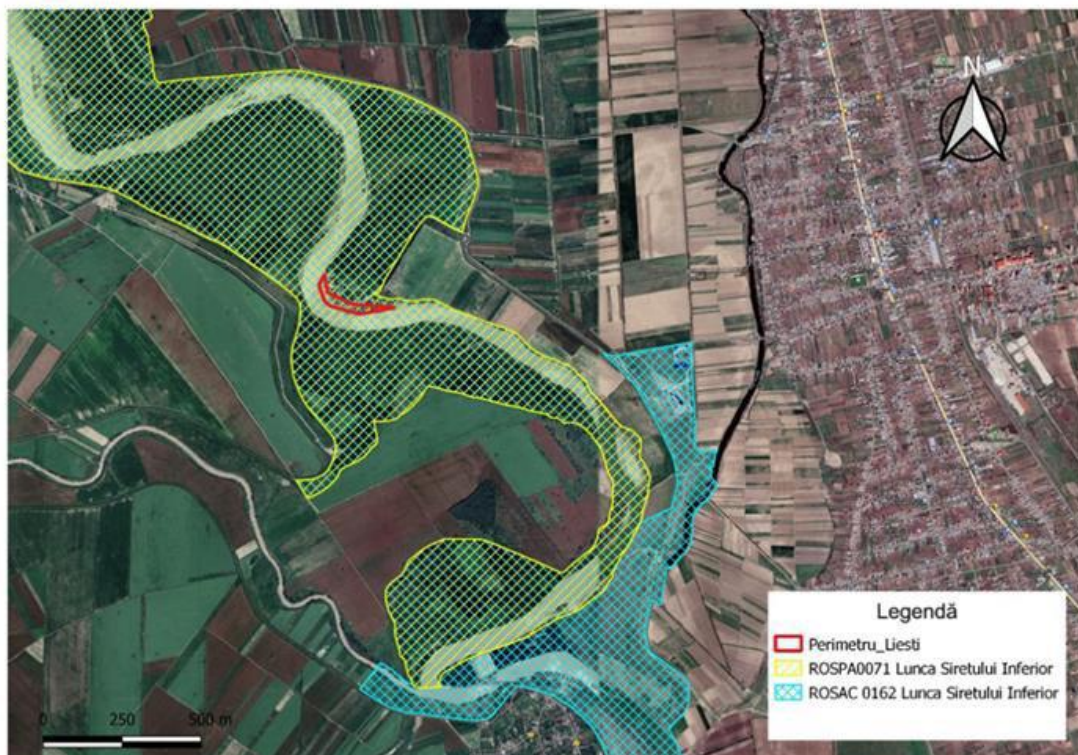 N
Legendă
Perimetru_Liesti
ROSPA0071 Lunca Siretului Inferior
ROSAC 0162 Lunca Siretului Inferior
0 250 500 m